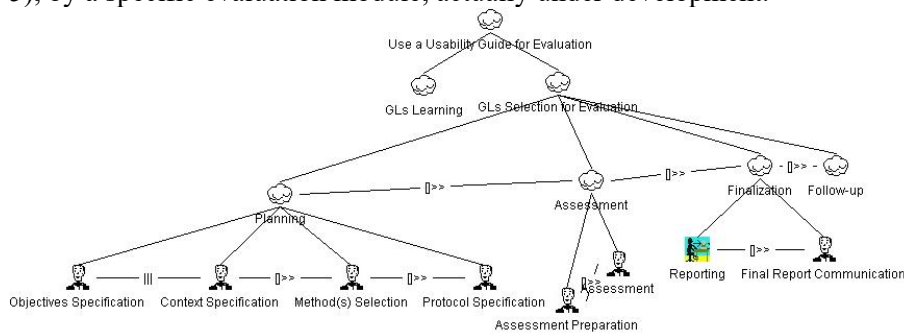 3), by a specific evaluation module, actually under development.
Use a Usability Guide for Evaluation
GLs Learning
GLs Selection for Evaluation
[]>>
[]>>
[]>>
Planning
Assessment
Finalization
Follow-up
|||
[]>>
[]>>
[]>>
[]>>
Objectives Specification
Context Specification
Method(s) Selection
Protocol Specification
Assessment
Reporting
Final Report Communication
Assessment Preparation